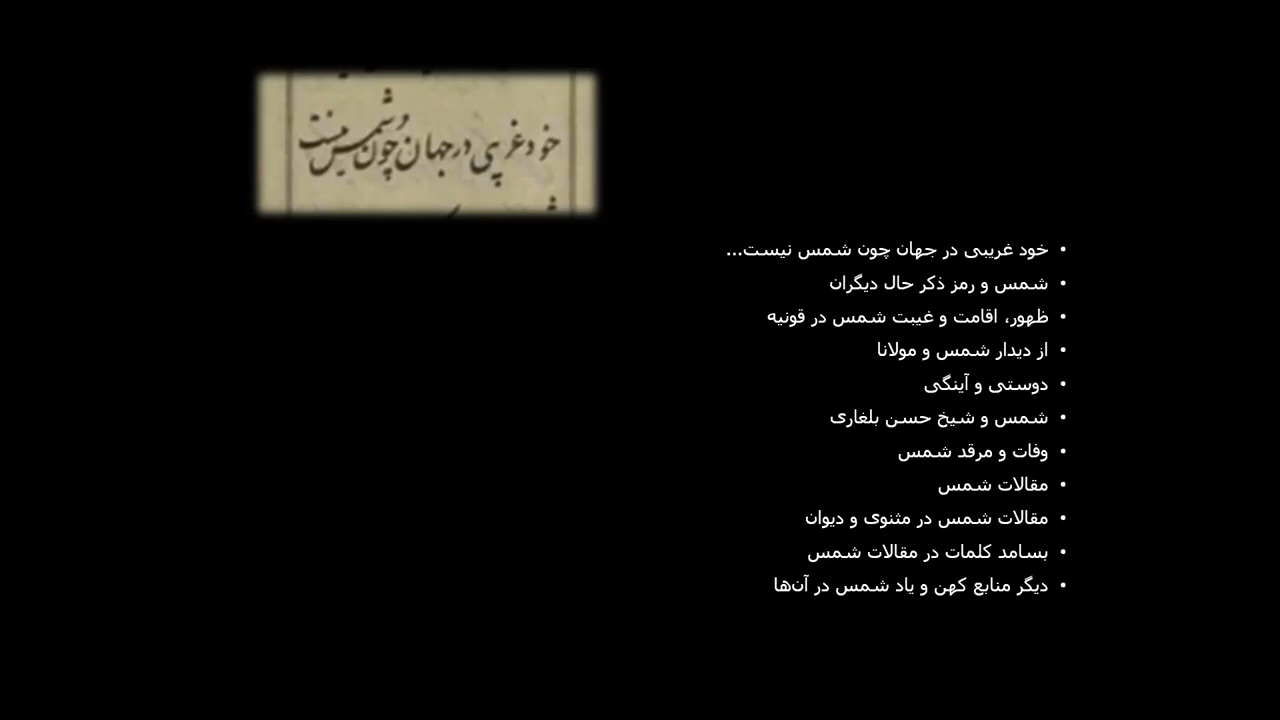 خود غریبی در جهان چون شمس نیست
• خود غریبی در جهان چون شمس نیست...
• شمس و رمز ذکر حال دیگران
• ظهور، اقامت و غیبت شمس در قونیه
• از دیدار شمس و مولانا
• دوستی و آینگی
• شمس و شیخ حسن بلغاری
• وفات و مرقد شمس
• مقالات شمس
• مقالات شمس در مثنوی و دیوان
• بسامد کلمات در مقالات شمس
• دیگر منابع کهن و یاد شمس در آن‌ها